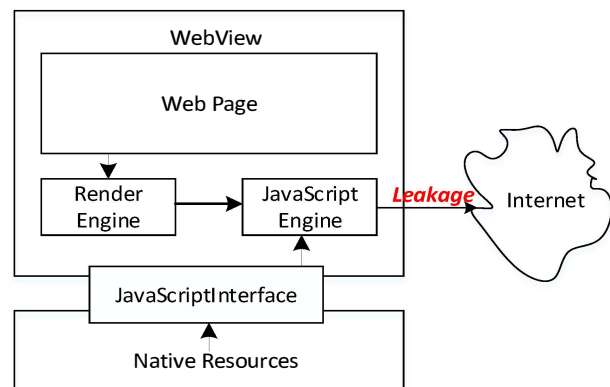 WebView
Web Page
Render
Engine
JavaScript
Engine
Leakage
Internet
JavaScriptInterface
Native Resources